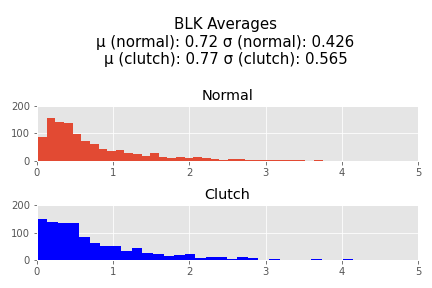 BLK Averages
μ (normal): 0.72 σ (normal): 0.426
μ (clutch): 0.77 σ (clutch): 0.565
Normal
200
100
0
0 1 2 3 4 5
Clutch
200
100
0
0 1 2 3 4 5